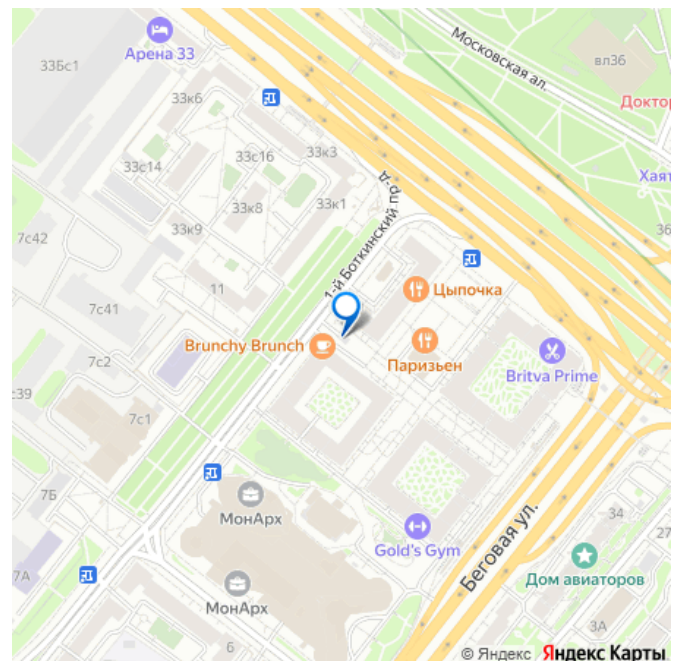 Арена 33
335с1
33к6
Московская ал.
вл36
Доктор
33с14
33с16
33к3
Хаят
33к9
33к8
33к1
1-й Боткинский пр-д
36
7с42
11
Цыпочка
7с41
Brunchy Brunch
Паризьен
Britva Prime
7с2
с39
7с1
7Б
МонАрх
Gold's Gym
Беговая ул.
34
27
Дом авиаторов
7А
МонАрх
6
3А
© Яндекс Яндекс Карты